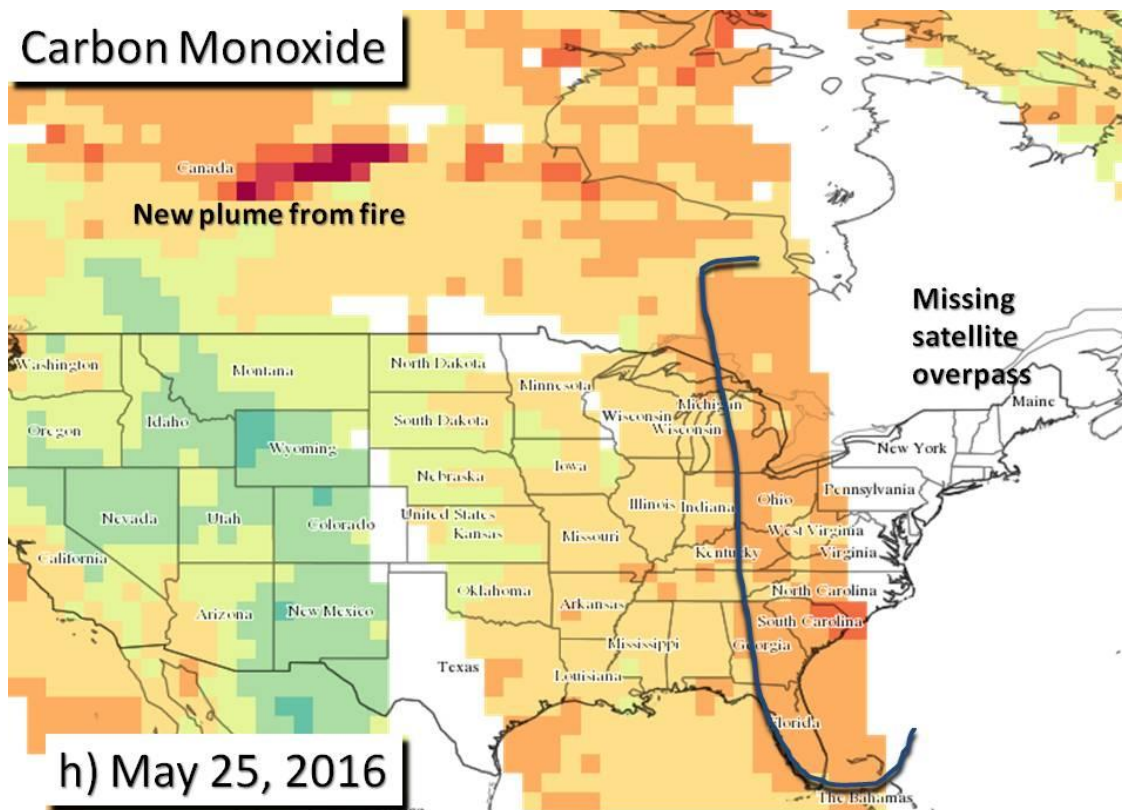 Carbon Monoxide
Canada
New plume from fire
Missing
satellite
overpass
Washington
Montana
North Dakota
Minnesota
Michigan
Maine
Oregon
Idaho
Wyoming
South Dakota
Wisconsin
Wisconsin
New York
Nebraska
Iowa
Pennsylvania
Nevada
Utah
Colorado
United States
Kansas
Illinois
Indiana
Ohio
West Virginia
Virginia
California
Missouri
Kentucky
Arizona
New Mexico
Oklahoma
Arkansas
North Carolina
South Carolina
Mississippi
Georgia
Texas
Louisiana
Florida
The Bahamas
h) May 25, 2016